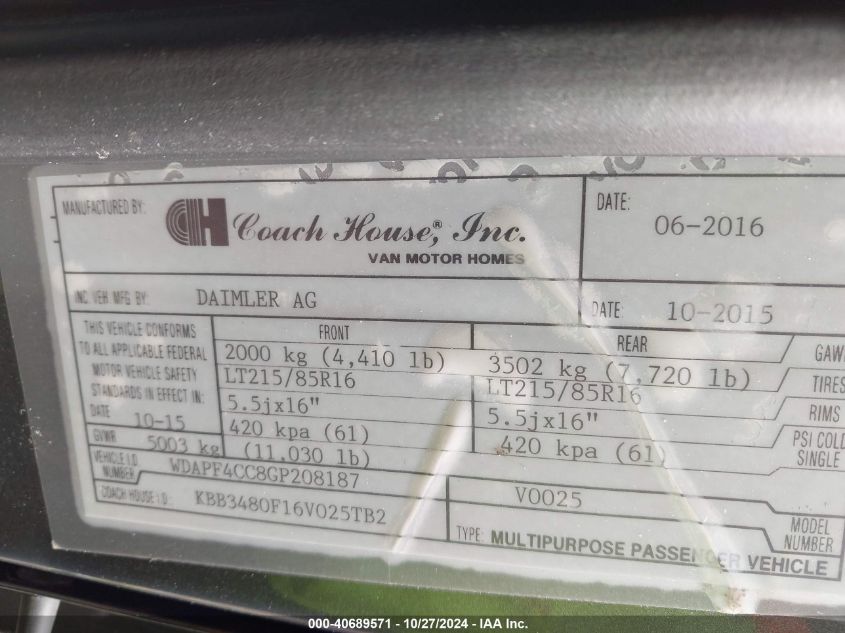 MANUFACTURED BY: CH Coach House,® Inc.
VAN MOTOR HOMES
DATE: 06-2016
INC VEH MFG BY: DAIMLER AG DATE 10-2015
THIS VEHICLE CONFORMS
TO ALL APPLICABLE FEDERAL
MOTOR VEHICLE SAFETY
STANDARDS IN EFFECT IN:
DATE 10-15
FRONT REAR
2000 kg (4,410 lb) 3502 kg (7,720 lb) GAW
LT215/85R16 LT215/85R16 TIRES
5.5jx16" 5.5jx16" RIMS
420 kpa (61) 420 kpa (61) PSI COLD
SINGLE
GVWR 5003 kg (11,030 lb)
VEHICLE I.D.
NUMBER WDAPF4CC8GP208187
COACH HOUSE I.D.: KBB3480F16V025TB2
V0025 MODEL
NUMBER
TYPE: MULTIPURPOSE PASSENGER VEHICLE
000-40689571 - 10/27/2024 - IAA Inc.